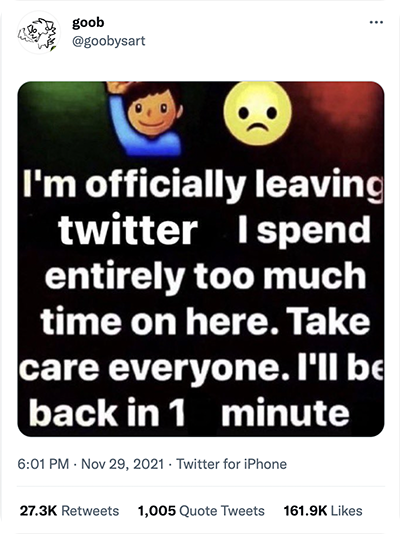 goob
@goobysart
I'm officially leaving
twitter I spend
entirely too much
time on here. Take
care everyone. I'll be
back in 1 minute
6:01 PM · Nov 29, 2021 · Twitter for iPhone
27.3K Retweets 1,005 Quote Tweets 161.9K Likes